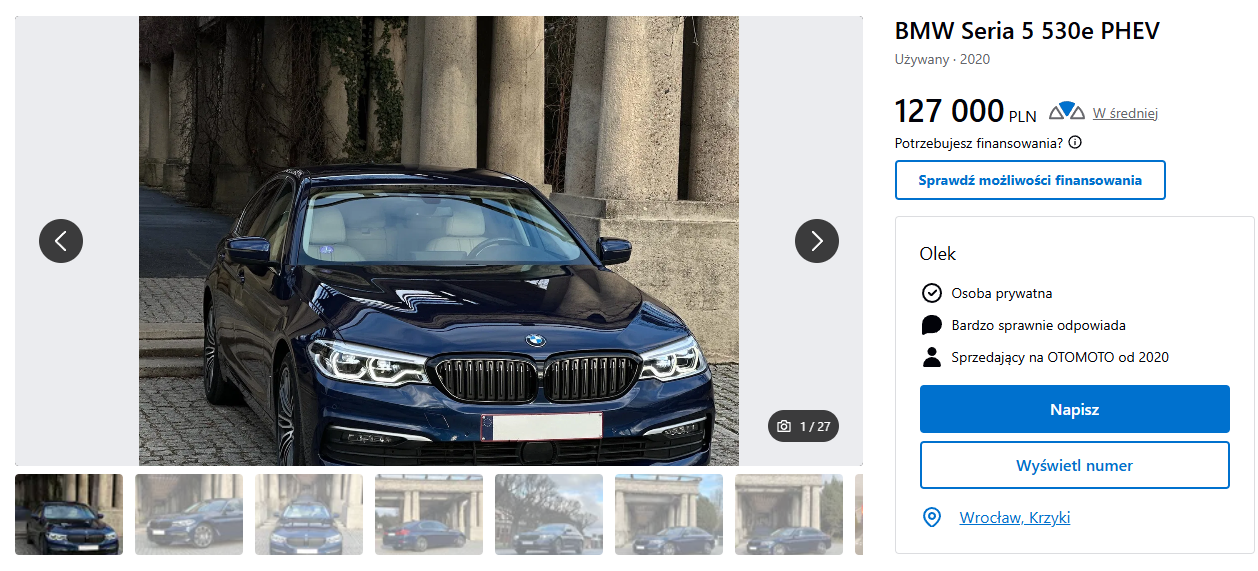 BMW Seria 5 530e PHEV
Używany · 2020
127 000 PLN
W średniej
Potrzebujesz finansowania?
Sprawdź możliwości finansowania
Olek
Osoba prywatna
Bardzo sprawnie odpowiada
Sprzedający na OTOMOTO od 2020
Napisz
Wyświetl numer
Wrocław, Krzyki
1 / 27